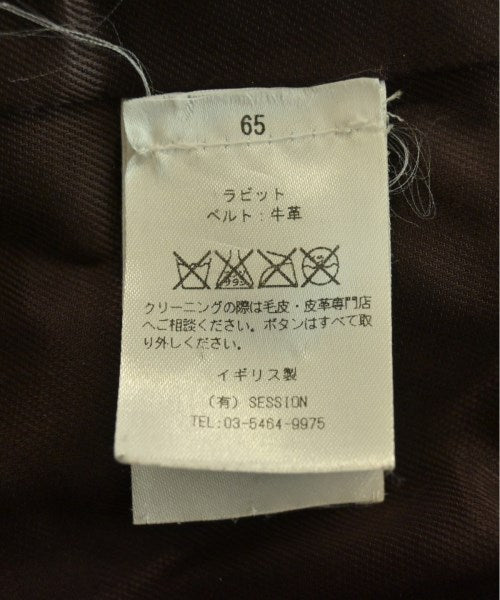 65
ラビット
ベルト：牛革
クリーニングの際は毛皮・皮革専門店
へご相談ください。ボタンはすべて取
り外しください。
イギリス製
（有）SESSION
TEL:03-5464-9975